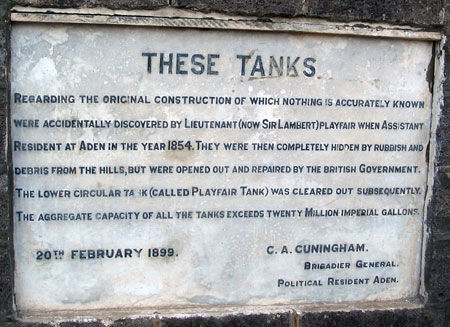 THESE TANKS
REGARDING THE ORIGINAL CONSTRUCTION OF WHICH NOTHING IS ACCURATELY KNOWN
WERE ACCIDENTALLY DISCOVERED BY LIEUTENANT (NOW SIR LAMBERT) PLAYFAIR WHEN ASSISTANT
RESIDENT AT ADEN IN THE YEAR 1854. THEY WERE THEN COMPLETELY HIDDEN BY RUBBISH AND
DEBRIS FROM THE HILLS, BUT WERE OPENED OUT AND REPAIRED BY THE BRITISH GOVERNMENT.
THE LOWER CIRCULAR TANK (CALLED PLAYFAIR TANK) WAS CLEARED OUT SUBSEQUENTLY.
THE AGGREGATE CAPACITY OF ALL THE TANKS EXCEEDS TWENTY MILLION IMPERIAL GALLONS.
20TH FEBRUARY 1899. C. A. CUNINGHAM.
BRIGADIER GENERAL.
POLITICAL RESIDENT ADEN.